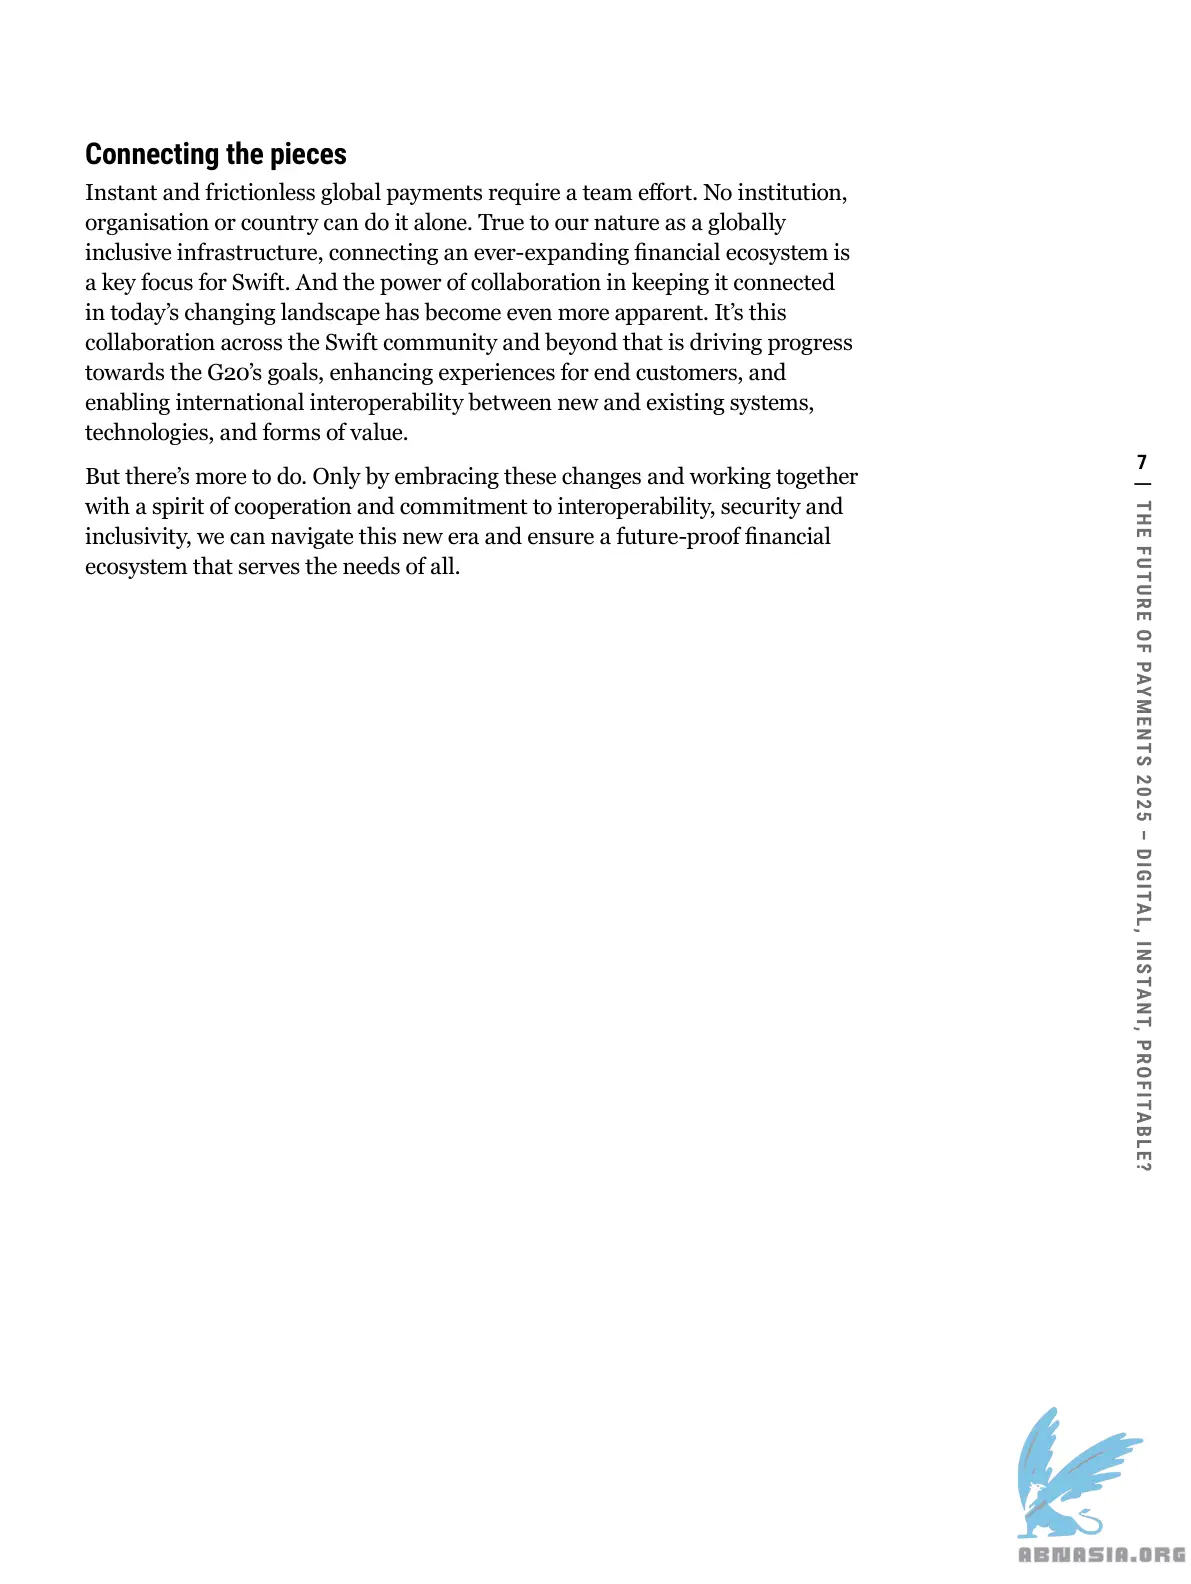 Connecting the pieces
Instant and frictionless global payments require a team effort. No institution,
organisation or country can do it alone. True to our nature as a globally
inclusive infrastructure, connecting an ever-expanding financial ecosystem is
a key focus for Swift. And the power of collaboration in keeping it connected
in today’s changing landscape has become even more apparent. It’s this
collaboration across the Swift community and beyond that is driving progress
towards the G20’s goals, enhancing experiences for end customers, and
enabling international interoperability between new and existing systems,
technologies, and forms of value.
But there’s more to do. Only by embracing these changes and working together
with a spirit of cooperation and commitment to interoperability, security and
inclusivity, we can navigate this new era and ensure a future-proof financial
ecosystem that serves the needs of all.
7
THE FUTURE OF PAYMENTS 2025 – DIGITAL, INSTANT, PROFITABLE?
ABNASIA.ORG